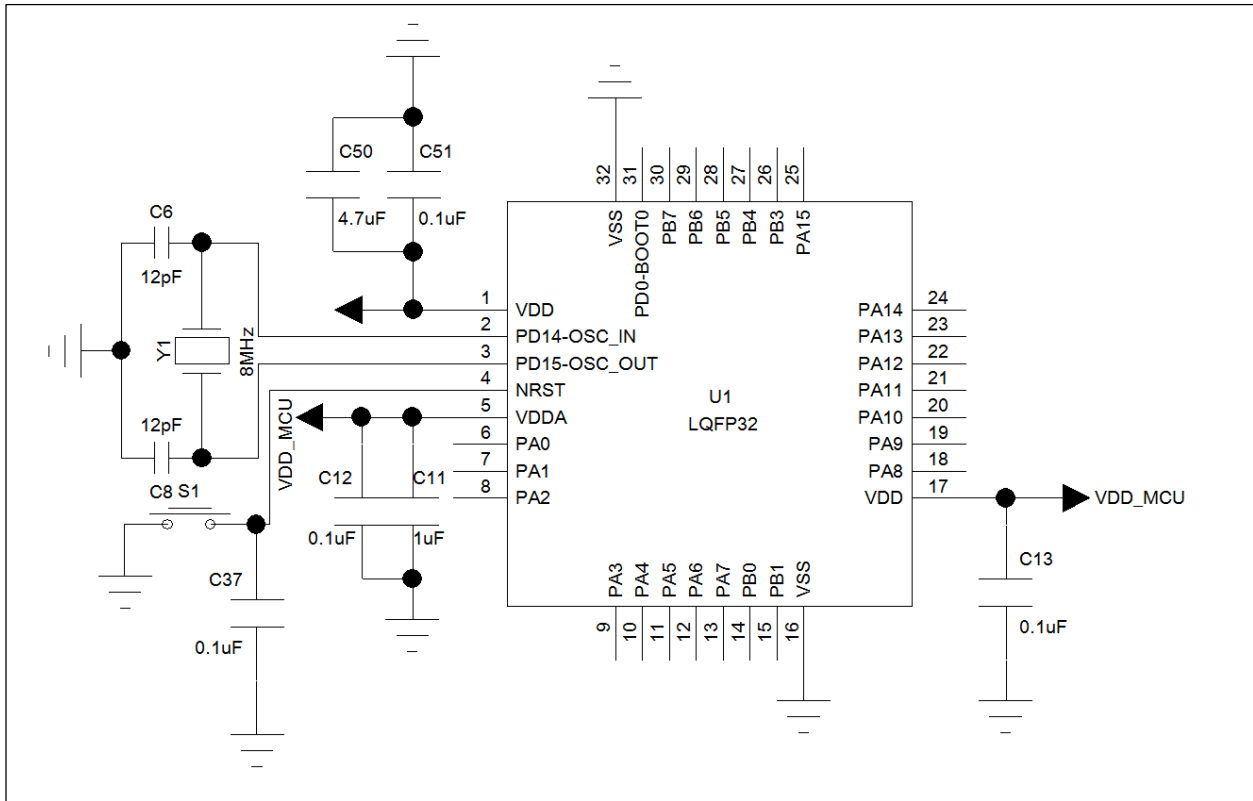 C50
C51
4.7uF
0.1uF
C6
12pF
Y1
8MHz
12pF
C8
S1
C37
0.1uF
VDD_MCU
C12
C11
0.1uF
1uF
32
31
30
29
28
27
26
25
VSS
PD0-BOOT0
PB7
PB6
PB5
PB4
PB3
PA15
1
VDD
2
PD14-OSC_IN
3
PD15-OSC_OUT
4
NRST
5
VDDA
6
PA0
7
PA1
8
PA2
U1
LQFP32
PA14
24
PA13
23
PA12
22
PA11
21
PA10
20
PA9
19
PA8
18
VDD
17
VDD_MCU
C13
0.1uF
PA3
PA4
PA5
PA6
PA7
PB0
PB1
VSS
9
10
11
12
13
14
15
16